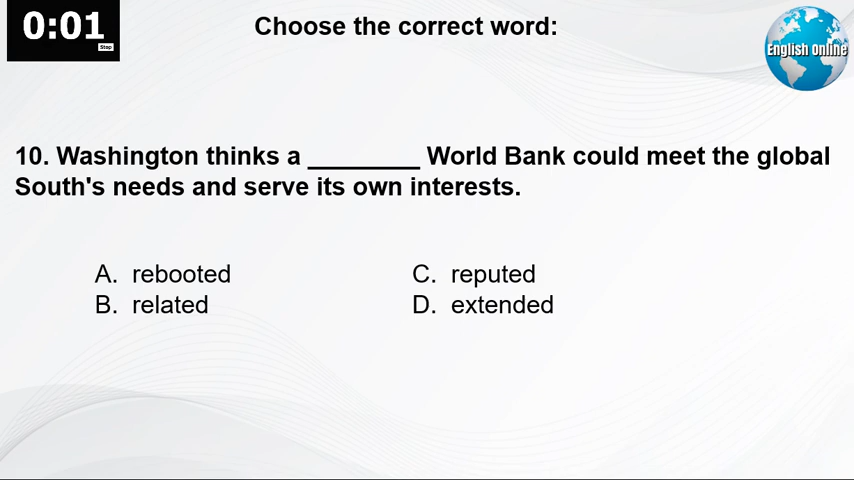 0:01
Stop
Choose the correct word:
English Online
10. Washington thinks a ________ World Bank could meet the global
South's needs and serve its own interests.
A. rebooted
B. related
C. reputed
D. extended